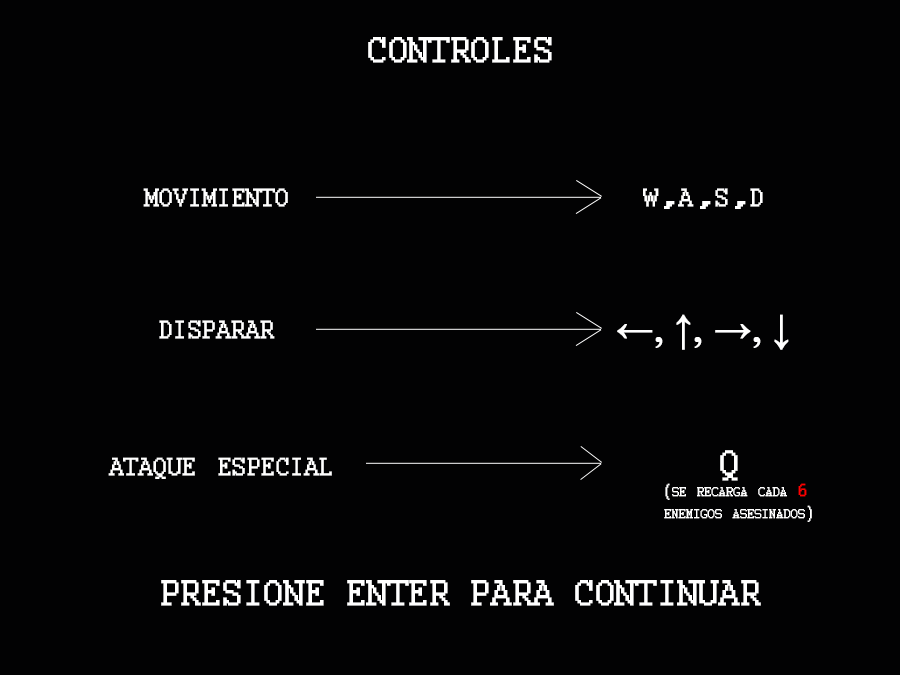 CONTROLES
MOVIMIENTO W,A,S,D
DISPARAR ←, ↑, →, ↓
ATAQUE ESPECIAL Q
(SE RECARGA CADA 6
ENEMIGOS ASESINADOS)
PRESIONE ENTER PARA CONTINUAR